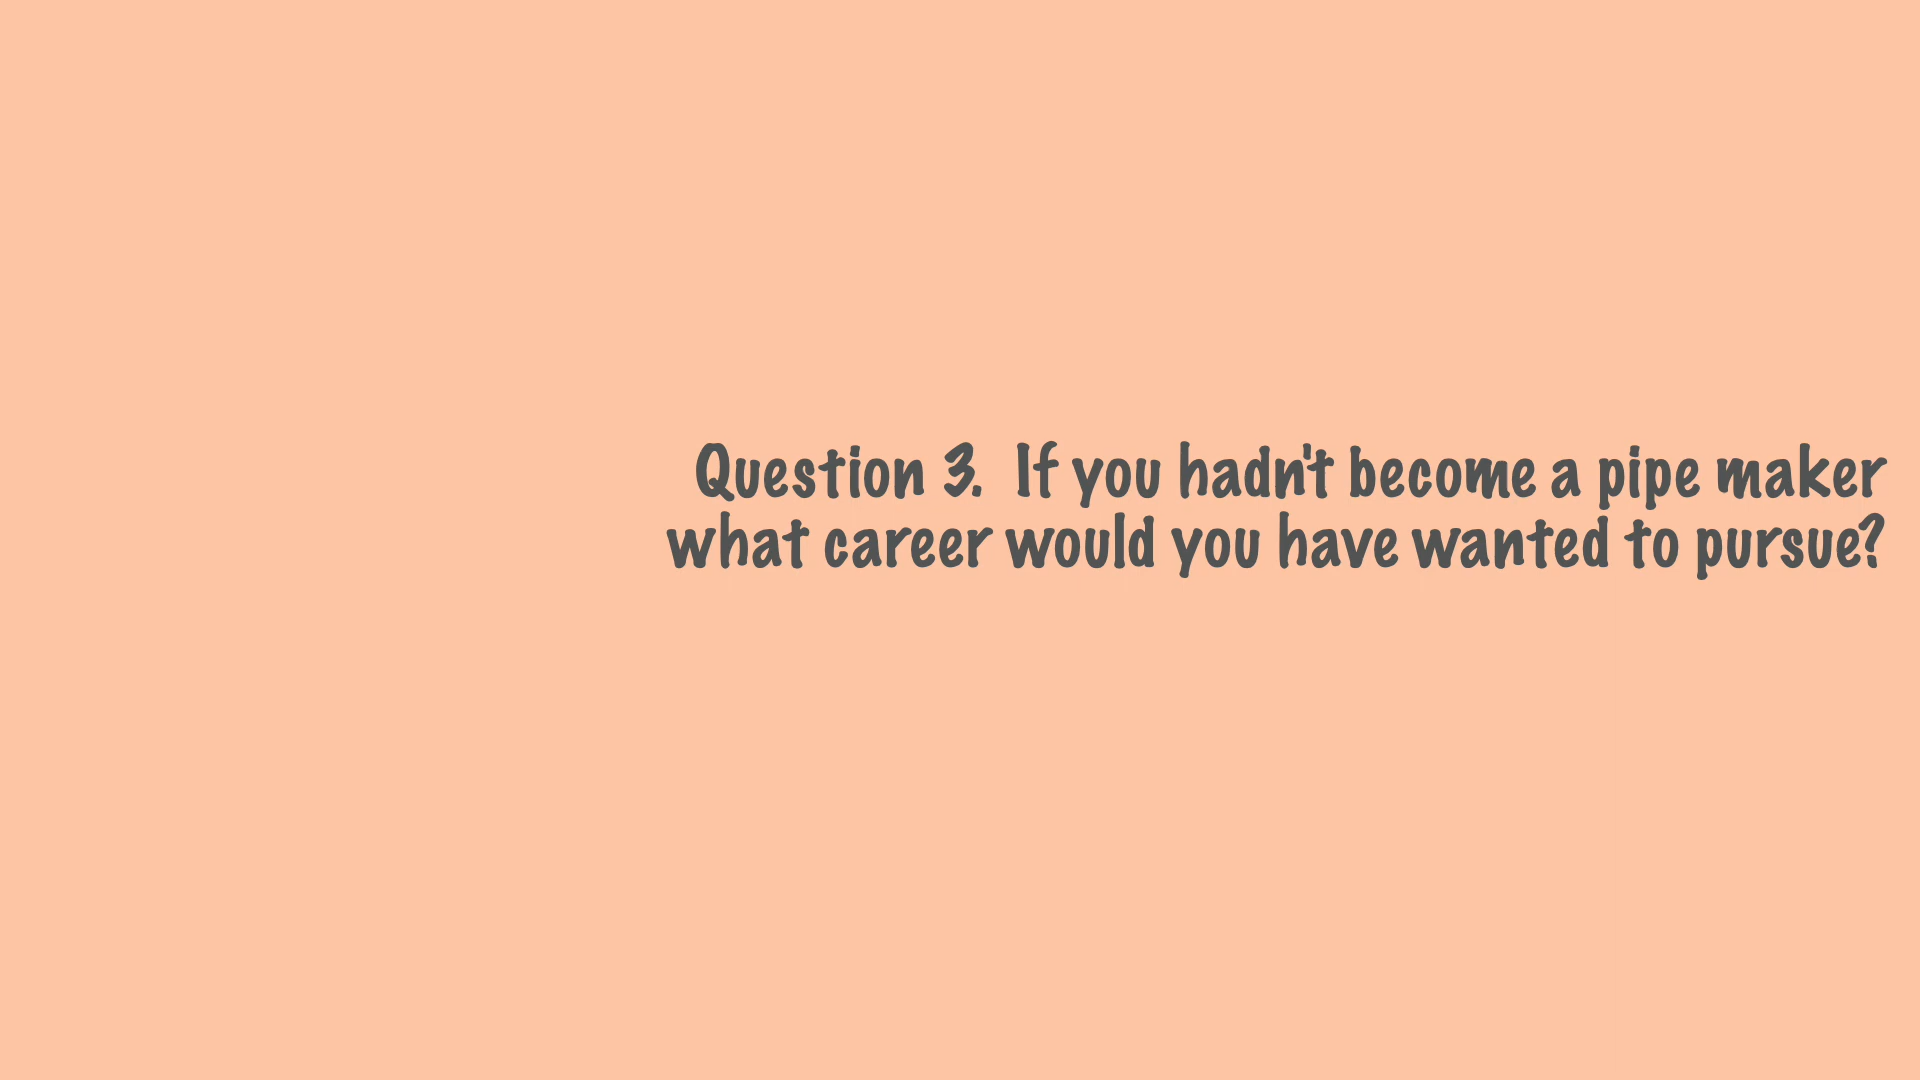 Question 3.  If you hadn't become a pipe maker
what career would you have wanted to pursue?